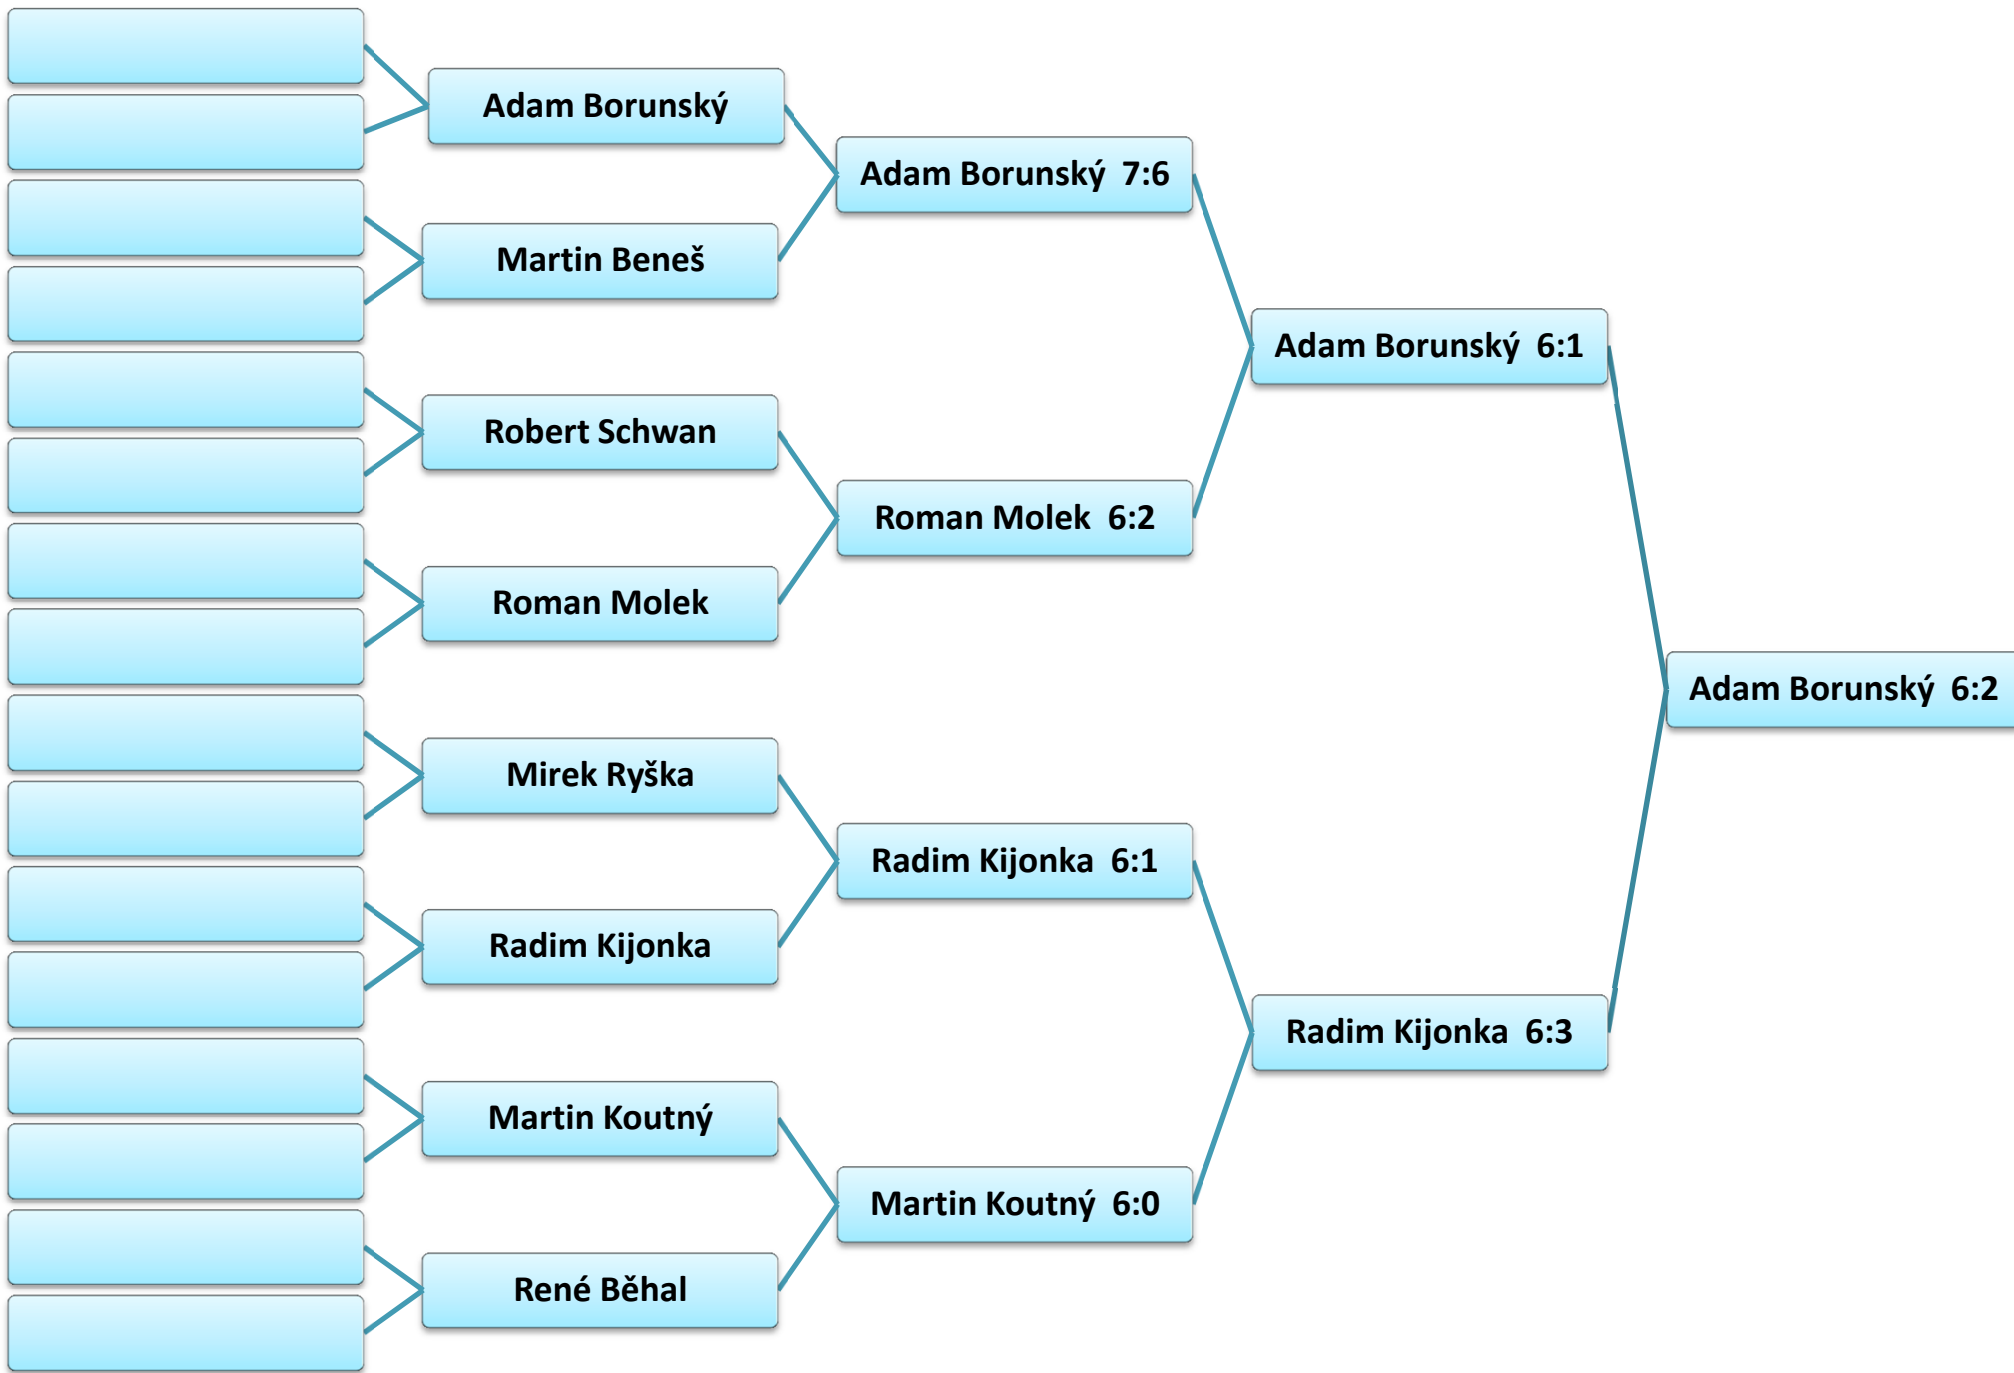 Adam Borunský
Martin Beneš
Robert Schwan
Roman Molek
Mirek Ryška
Radim Kijonka
Martin Koutný
René Běhal
Adam Borunský 7:6
Roman Molek 6:2
Radim Kijonka 6:1
Martin Koutný 6:0
Adam Borunský 6:1
Radim Kijonka 6:3
Adam Borunský 6:2